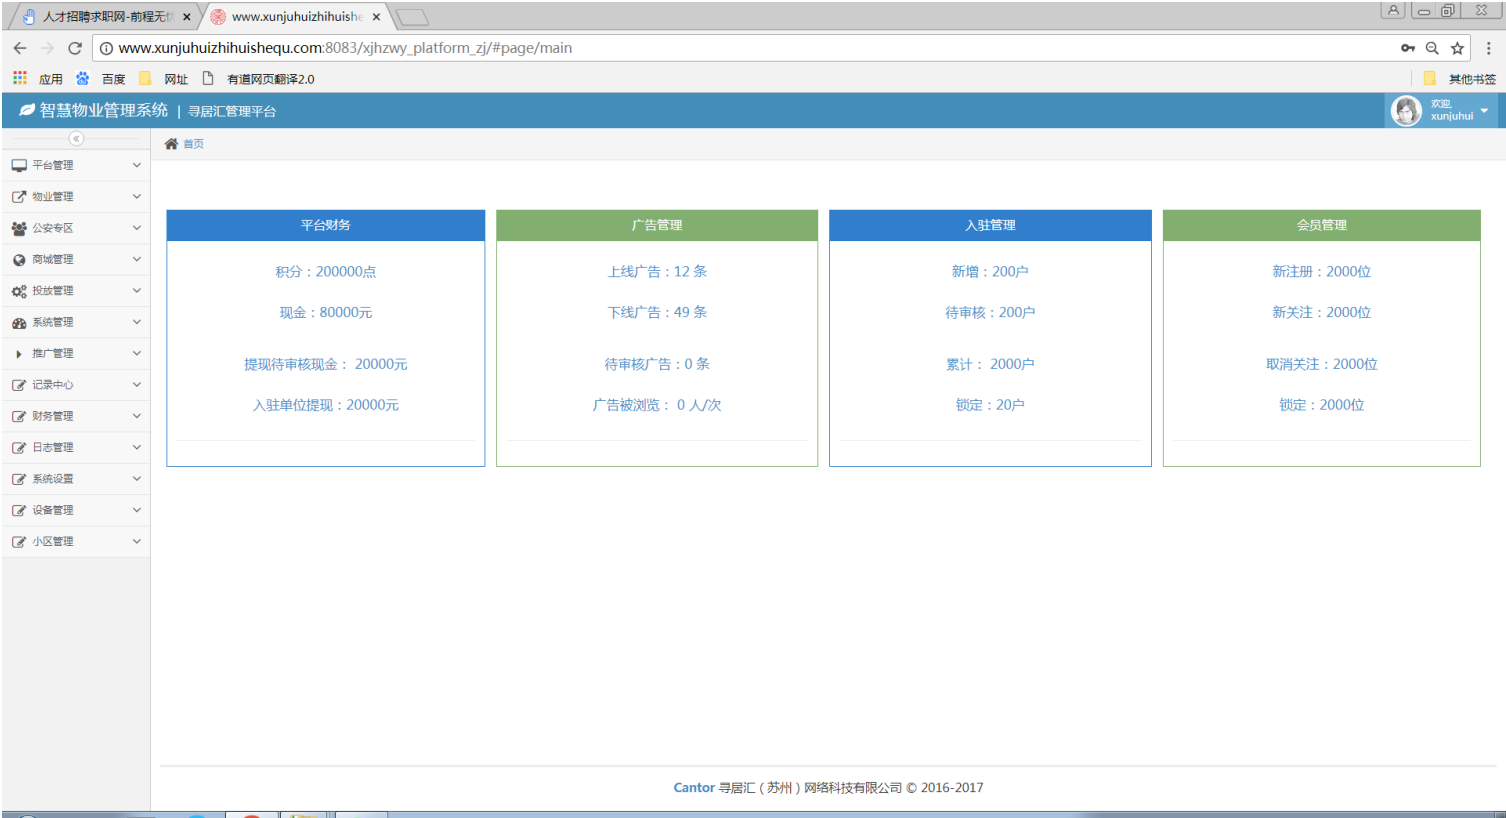 人才招聘求职网-前程无忧
www.xunjuhuizhihuishe
www.xunjuhuizhihuishequ.com:8083/xjhzwy_platform_zj/#page/main
应用 百度 网址 有道网页翻译2.0 其他书签
智慧物业管理系统 | 寻居汇管理平台
欢迎,
xunjuhui
首页
平台管理
物业管理
公安专区
商城管理
投放管理
系统管理
推广管理
记录中心
财务管理
日志管理
系统设置
设备管理
小区管理
平台财务
积分：200000点
现金：80000元
提现待审核现金： 20000元
入驻单位提现：20000元
广告管理
上线广告：12 条
下线广告：49 条
待审核广告：0 条
广告被浏览： 0 人/次
入驻管理
新增：200户
待审核：200户
累计： 2000户
锁定：20户
会员管理
新注册：2000位
新关注：2000位
取消关注：2000位
锁定：2000位
Cantor 寻居汇（苏州）网络科技有限公司 © 2016-2017